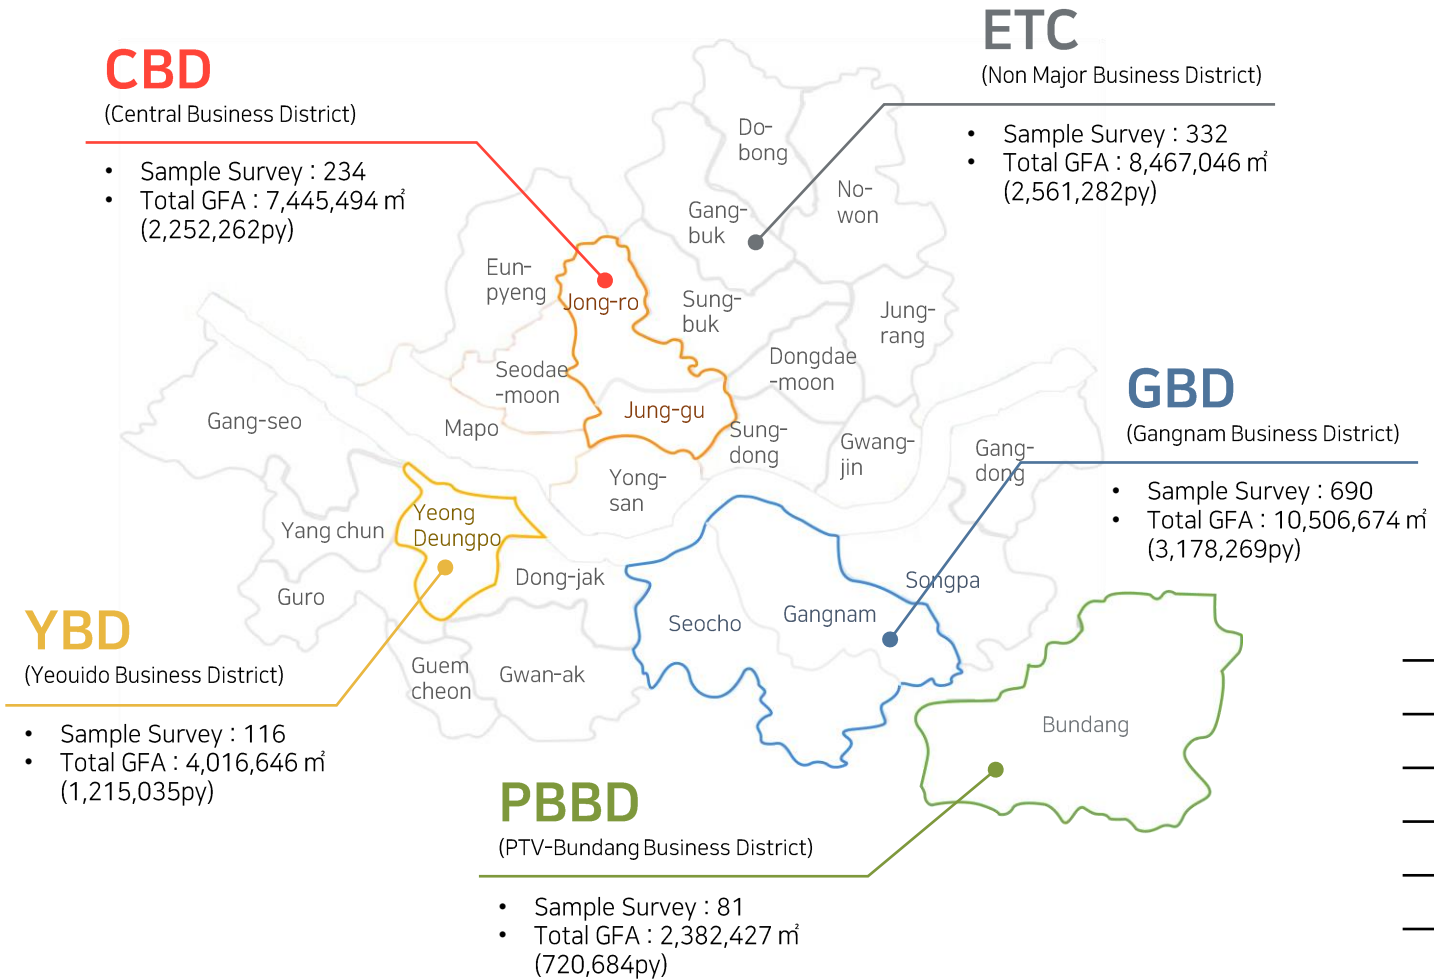 ETC
(Non Major Business District)
• Sample Survey : 332
• Total GFA : 8,467,046 ㎡
(2,561,282py)
CBD
(Central Business District)
• Sample Survey : 234
• Total GFA : 7,445,494 ㎡
(2,252,262py)
Do-
bong
No-
won
Gang-
buk
Eun-
pyeng
Jong-ro
Sung-
buk
Jung-
rang
Seodae
-moon
Dongdae
-moon
Gang-seo
Mapo
Jung-gu
Sung-
dong
Gwang-
jin
Gang-
dong
GBD
(Gangnam Business District)
• Sample Survey : 690
• Total GFA : 10,506,674 ㎡
(3,178,269py)
Yong-
san
Yang chun
Yeong
Deungpo
Dong-jak
Guro
Seocho
Gangnam
Songpa
Guem
cheon
Gwan-ak
Bundang
YBD
(Yeouido Business District)
• Sample Survey : 116
• Total GFA : 4,016,646 ㎡
(1,215,035py)
PBBD
(PTV-Bundang Business District)
• Sample Survey : 81
• Total GFA : 2,382,427 ㎡
(720,684py)